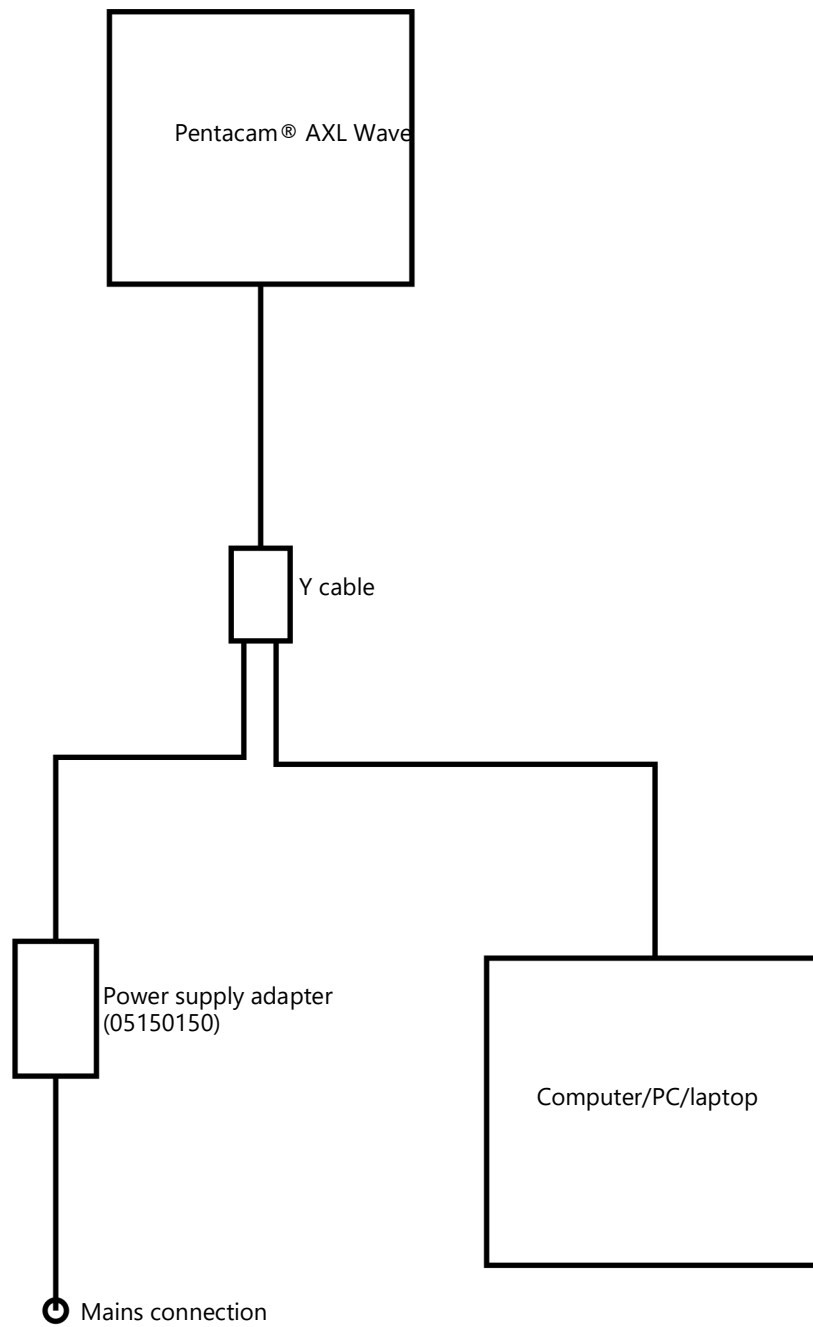 Pentacam® AXL Wave
Y cable
Power supply adapter
(05150150)
Computer/PC/laptop
Mains connection